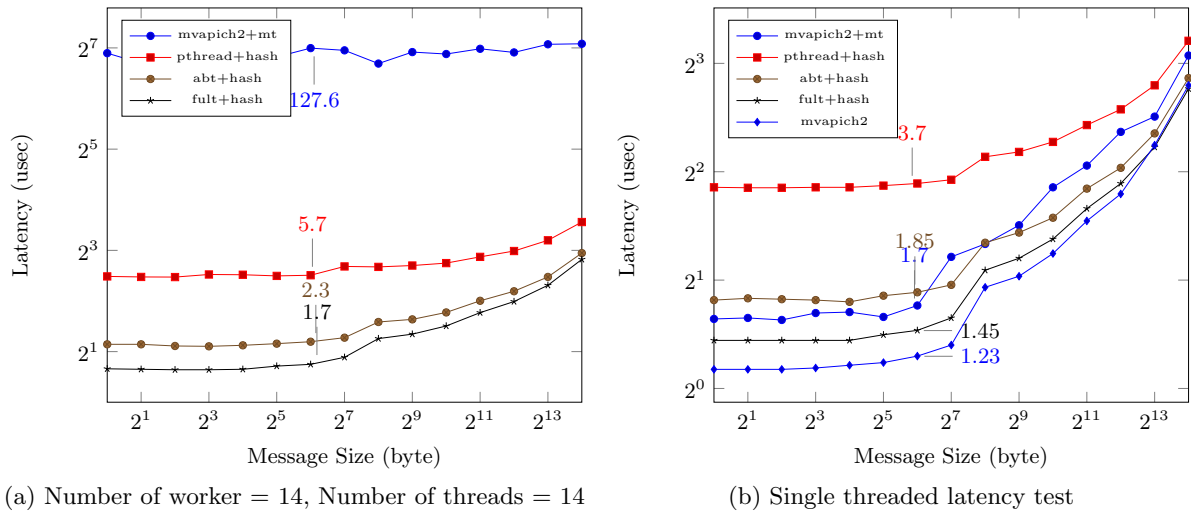 2^7
2^5
2^3
2^1
Latency (usec)
mvapich2+mt
pthread+hash
abt+hash
fult+hash
127.6
5.7
2.3
1.7
2^1 2^3 2^5 2^7 2^9 2^11 2^13
Message Size (byte)
(a) Number of worker = 14, Number of threads = 14
2^3
2^2
2^1
2^0
Latency (usec)
mvapich2+mt
pthread+hash
abt+hash
fult+hash
mvapich2
3.7
1.85
1.7
1.45
1.23
2^1 2^3 2^5 2^7 2^9 2^11 2^13
Message Size (byte)
(b) Single threaded latency test